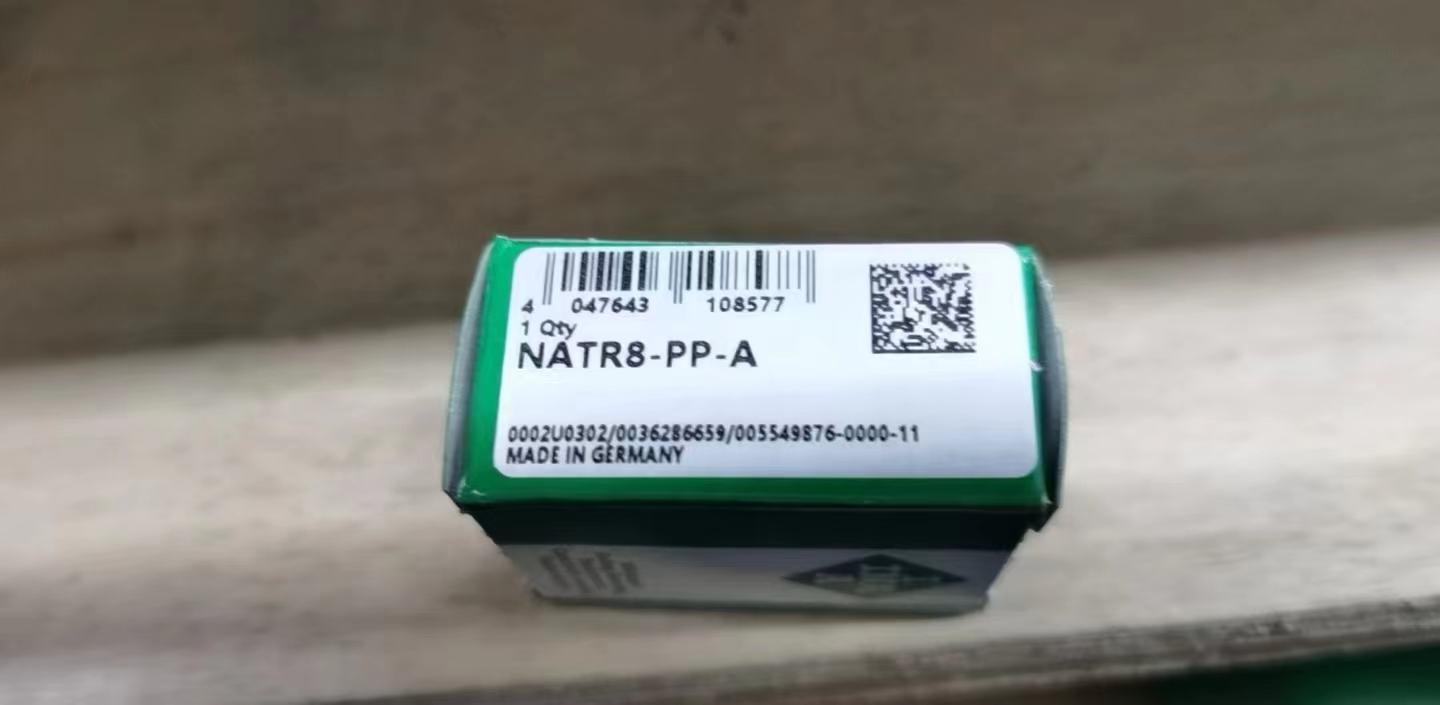 4 047643 108577
1 Qty
NATR8-PP-A
0002U0302/0036286659/005549876-0000-11
MADE IN GERMANY